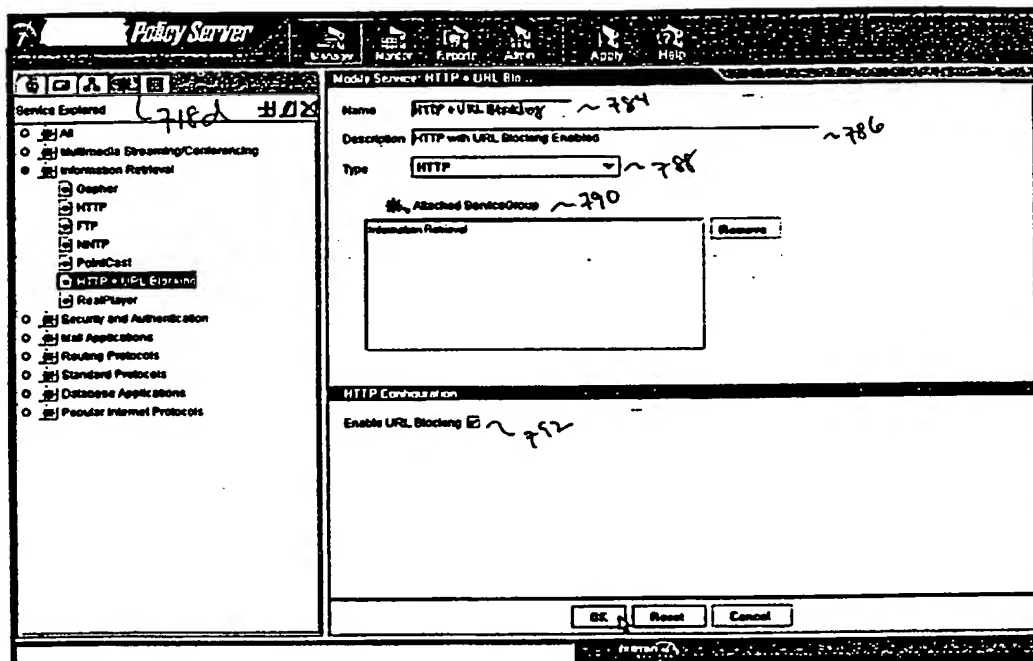 Policy Server
Manage Monitor Reports Admin Apply Help
718d
Service Explorer
All
Multimedia Streaming/Conferencing
Information Retrieval
Gopher
HTTP
FTP
NNTP
PointCast
HTTP + URL Blocking
RealPlayer
Security and Authentication
Mail Applications
Routing Protocols
Standard Protocols
Database Applications
Popular Internet Protocols
Modify Service: HTTP + URL Blo...
Name HTTP + URL Blocking ~ 784
Description HTTP with URL Blocking Enabled ~ 786
Type HTTP ~ 788
Attached ServiceGroup ~ 790
Information Retrieval
Remove
HTTP Configuration
Enable URL Blocking ~ 792
OK Reset Cancel